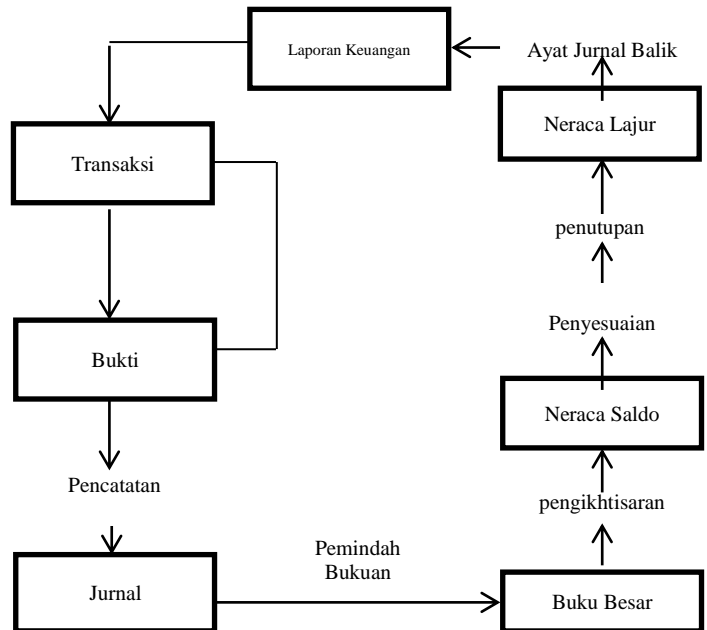 Laporan Keuangan
Ayat Jurnal Balik
Transaksi
Neraca Lajur
penutupan
Penyesuaian
Bukti
Neraca Saldo
Pencatatan
pengikhtisaran
Jurnal
Pemindah
Bukuan
Buku Besar